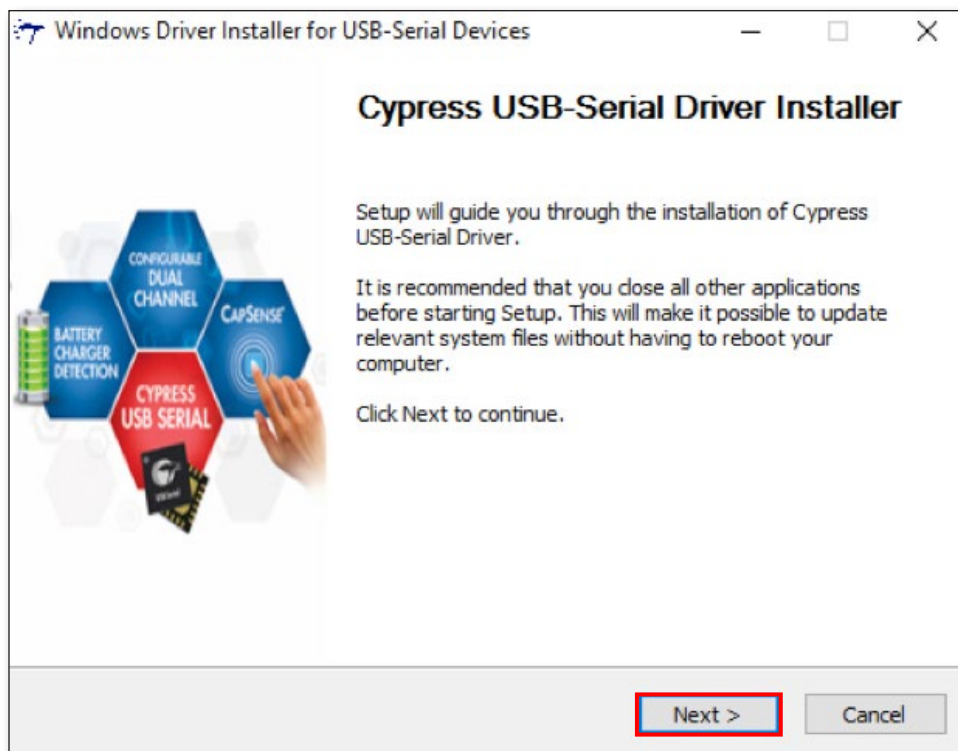 Windows Driver Installer for USB-Serial Devices
Cypress USB-Serial Driver Installer
Setup will guide you through the installation of Cypress
USB-Serial Driver.
It is recommended that you close all other applications
before starting Setup. This will make it possible to update
relevant system files without having to reboot your
computer.
Click Next to continue.
CONFIGURABLE
DUAL
CHANNEL
CAPSENSE®
BATTERY
CHARGER
DETECTION
CYPRESS
USB SERIAL
Next >
Cancel